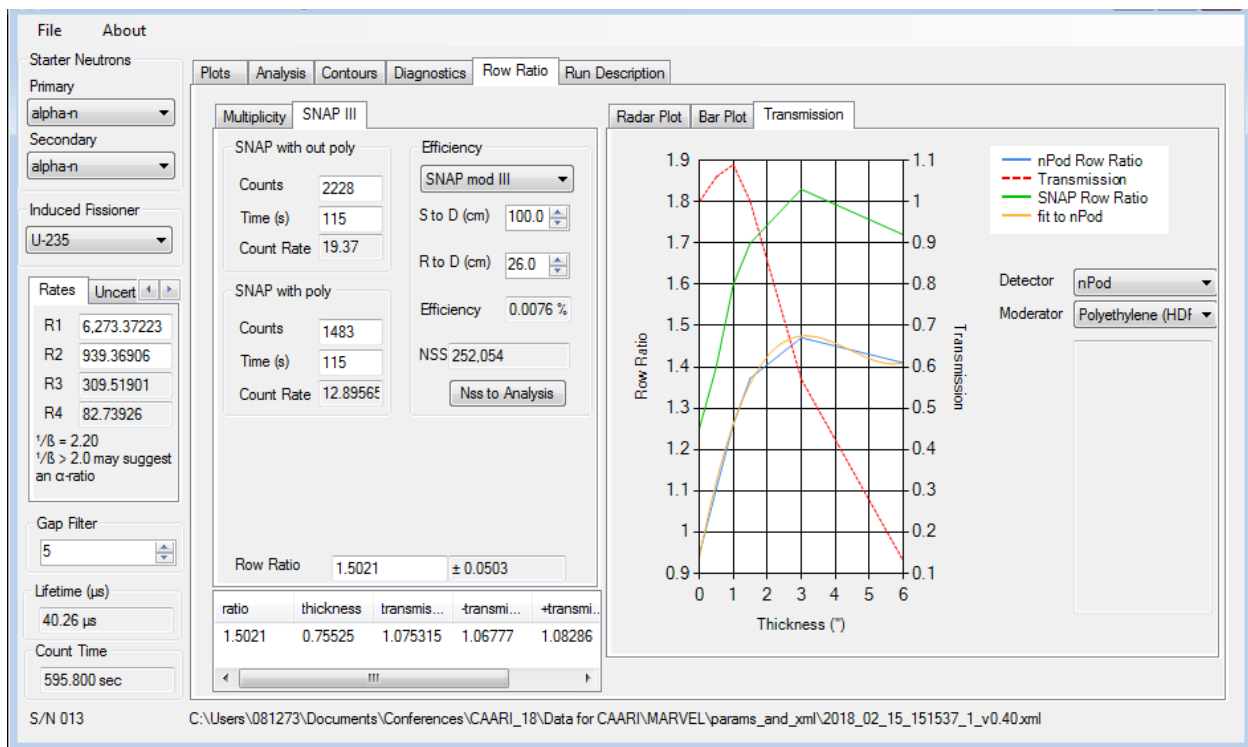 File About
Starter Neutrons
Primary
alpha-n
Secondary
alpha-n
Induced Fissioner
U-235
Rates Uncert
R1 6,273.37223
R2 939.36906
R3 309.51901
R4 82.73926
¹/ß = 2.20
¹/ß > 2.0 may suggest
an α-ratio
Gap Filter
5
Lifetime (µs)
40.26 µs
Count Time
595.800 sec
Plots Analysis Contours Diagnostics Row Ratio Run Description
Multiplicity SNAP III
SNAP with out poly
Counts 2228
Time (s) 115
Count Rate 19.37
SNAP with poly
Counts 1483
Time (s) 115
Count Rate 12.89565
Efficiency
SNAP mod III
S to D (cm) 100.0
R to D (cm) 26.0
Efficiency 0.0076 %
NSS 252,054
Nss to Analysis
Row Ratio 1.5021 ± 0.0503
ratio thickness transmis... -transmi... +transmi..
1.5021 0.75525 1.075315 1.06777 1.08286
Radar Plot Bar Plot Transmission
1.9 1.1
1.8 1
1.7 0.9
1.6 0.8
1.5 0.7
1.4 0.6
1.3 0.5
1.2 0.4
1.1 0.3
1 0.2
0.9 0.1
Row Ratio
Transmission
0 1 2 3 4 5 6
Thickness (")
nPod Row Ratio
Transmission
SNAP Row Ratio
fit to nPod
Detector nPod
Moderator Polyethylene (HDF
S/N 013 C:\Users\081273\Documents\Conferences\CAARI_18\Data for CAARI\MARVEL\params_and_xml\2018_02_15_151537_1_v0.40.xml